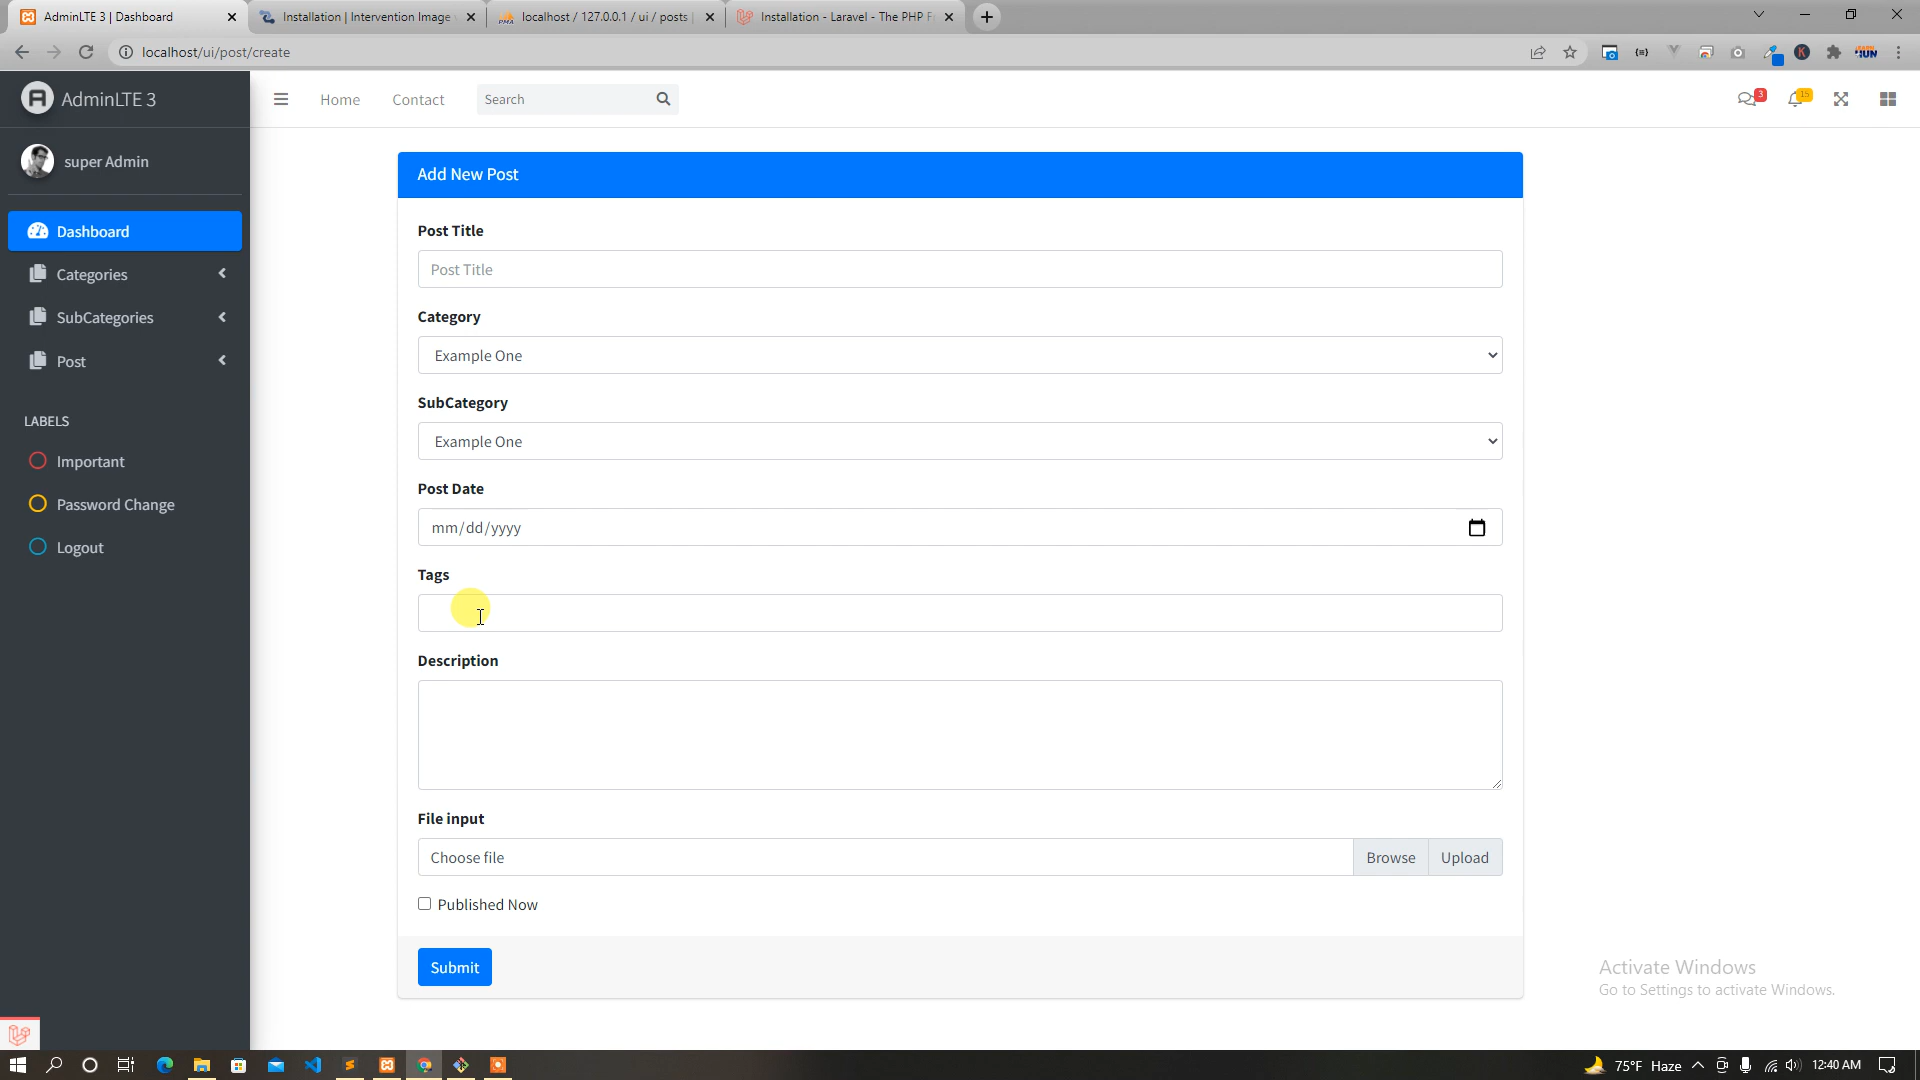 AdminLTE 3 | Dashboard
Installation | Intervention Image
localhost / 127.0.0.1 / ui / posts |
Installation - Laravel - The PHP F
localhost/ui/post/create
AdminLTE 3
Home
Contact
Search
3
15
super Admin
Dashboard
Categories
SubCategories
Post
LABELS
Important
Password Change
Logout
Add New Post
Post Title
Post Title
Category
Example One
SubCategory
Example One
Post Date
mm/dd/yyyy
Tags
Description
File input
Choose file
Browse
Upload
Published Now
Submit
Activate Windows
Go to Settings to activate Windows.
75°F Haze
12:40 AM